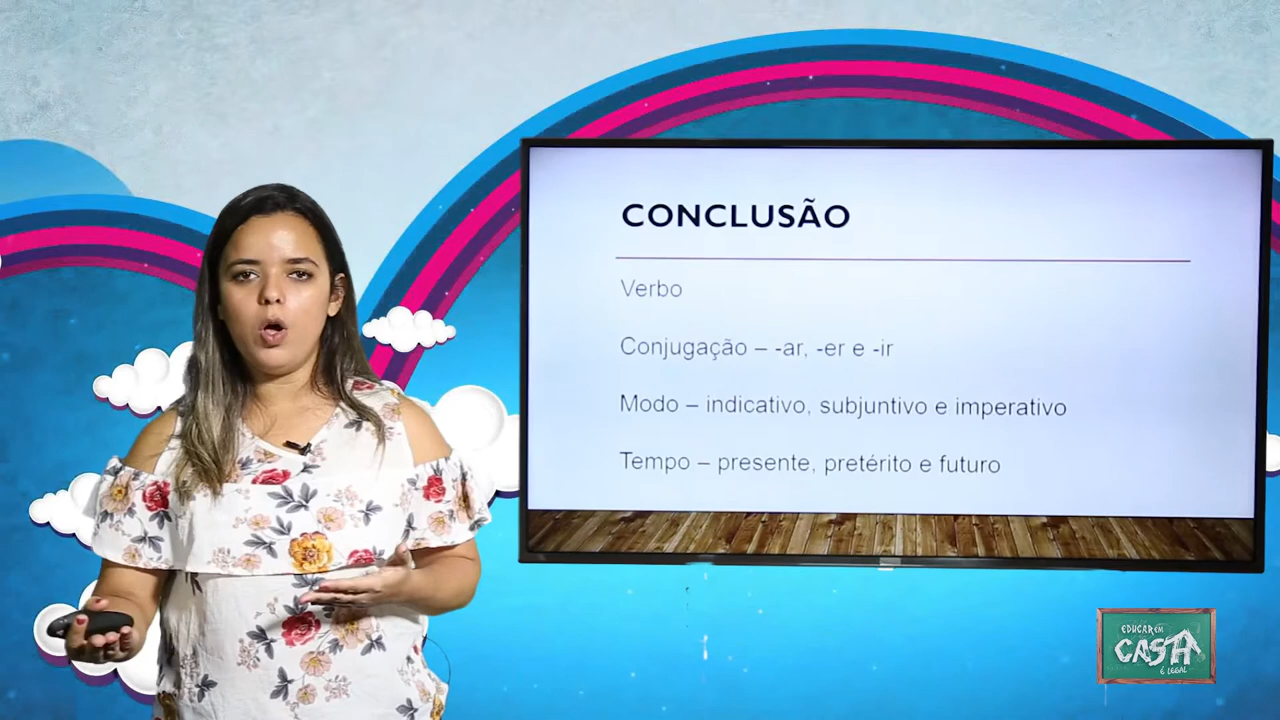 CONCLUSÃO
Verbo
Conjugação – -ar, -er e -ir
Modo – indicativo, subjuntivo e imperativo
Tempo – presente, pretérito e futuro
EDUCAR EM
CASA
É LEGAL